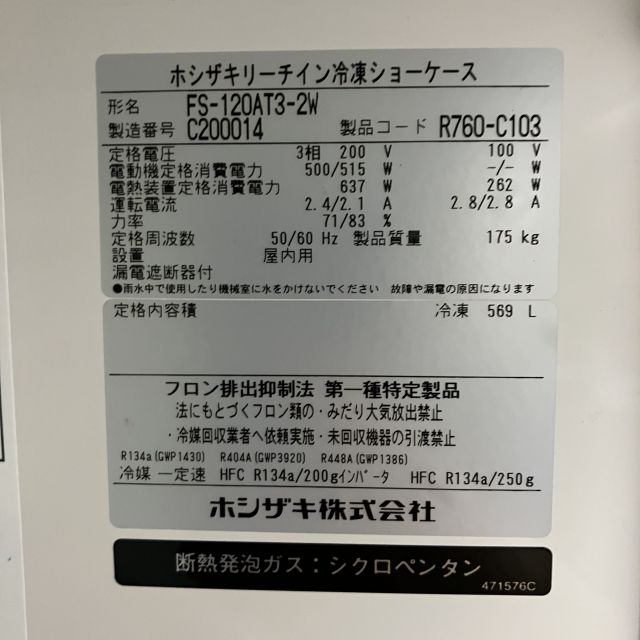 ホシザキリーチイン冷凍ショーケース
形名 FS-120AT3-2W
製造番号 C200014 製品コード R760-C103
定格電圧 3相 200 V 100 V
電動機定格消費電力 500/515 W -/- W
電熱装置定格消費電力 637 W 262 W
運転電流 2.4/2.1 A 2.8/2.8 A
力率 71/83 %
定格周波数 50/60 Hz 製品質量 175 kg
設置 屋内用
漏電遮断器付
●雨水中で使用したり機械室に水をかけないでください 故障や漏電の原因になります
定格内容積 冷凍 569 L
フロン排出抑制法 第一種特定製品
法にもとづくフロン類の・みだり大気放出禁止
・冷媒回収業者へ依頼実施・未回収機器の引渡禁止
R134a(GWP1430) R404A(GWP3920) R448A(GWP1386)
冷媒 一定速 HFC R134a/200gインバータ HFC R134a/250g
ホシザキ株式会社
断熱発泡ガス：シクロペンタン
471576C